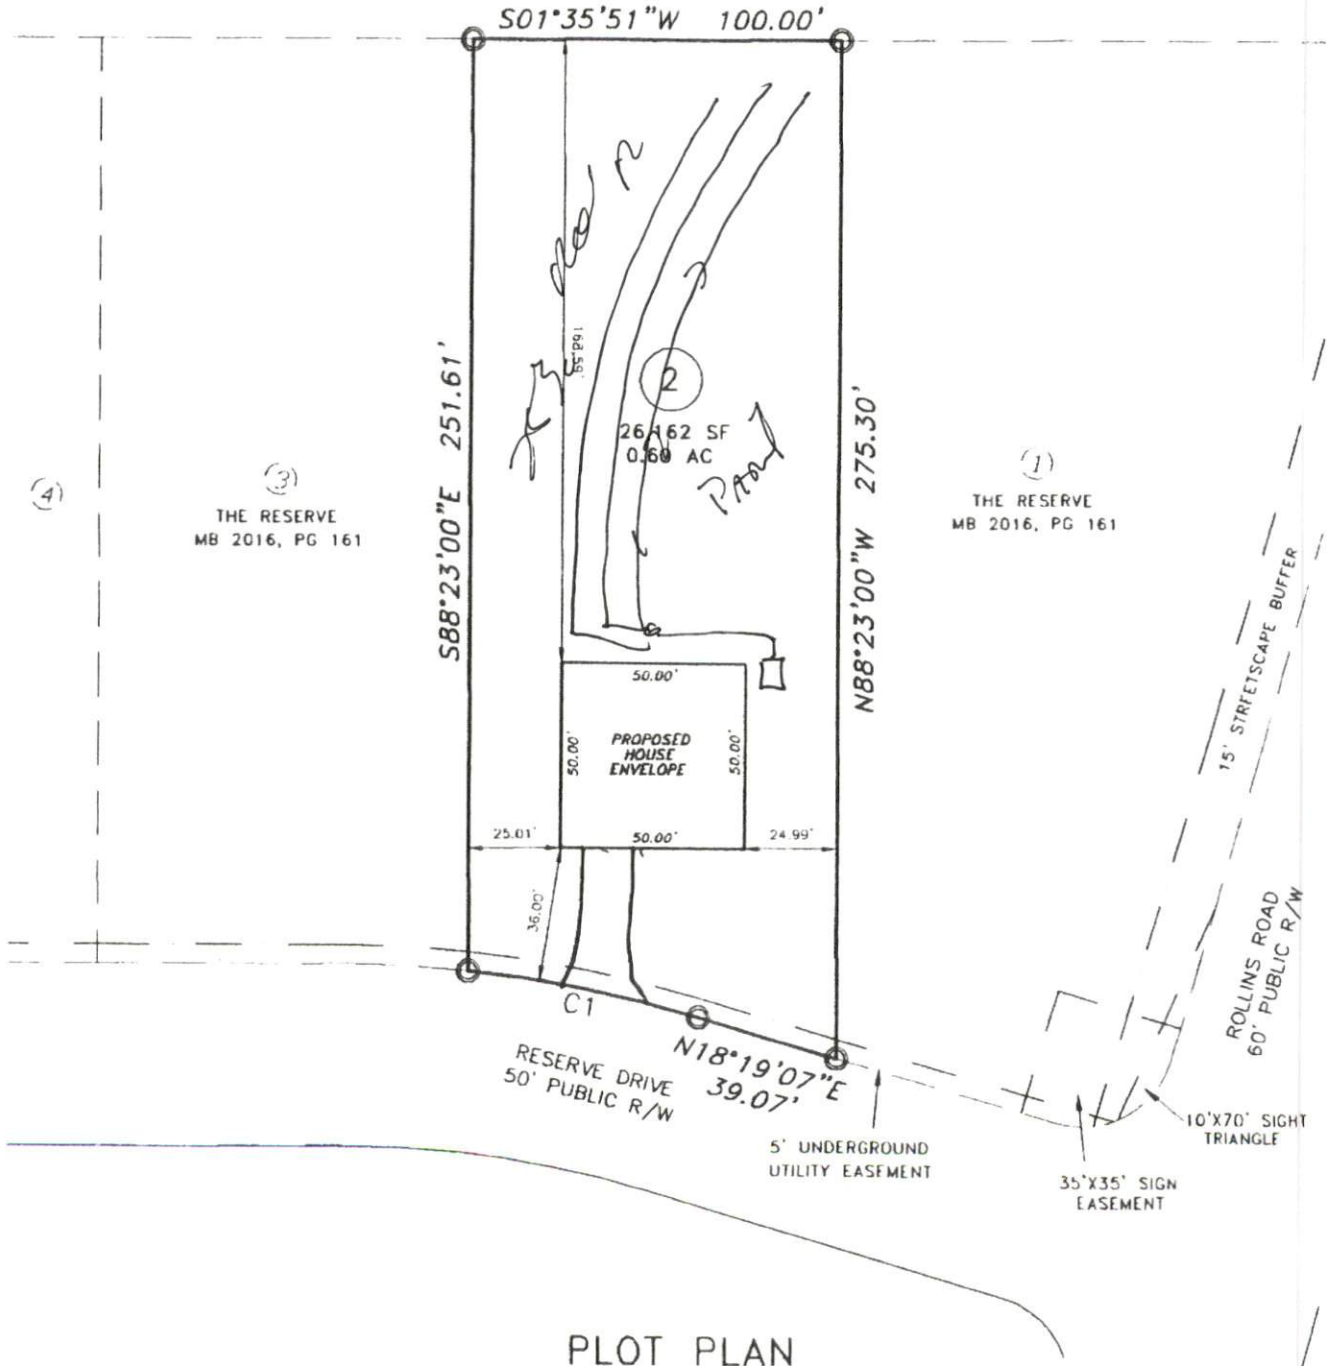 S01°35'51"W 100.00'
S88°23'00"E 251.61'
168.59'
2
26,162 SF
0.60 AC
N88°23'00"W 275.30'
4
3
THE RESERVE
MB 2016, PG 161
1
THE RESERVE
MB 2016, PG 161
15' STREETSCAPE BUFFER
50.00'
50.00'
PROPOSED
HOUSE
ENVELOPE
50.00'
25.01'
50.00'
24.99'
36.00'
C1
N18°19'07"E
39.07'
RESERVE DRIVE
50' PUBLIC R/W
ROLLINS ROAD
60' PUBLIC R/W
5' UNDERGROUND
UTILITY EASEMENT
10'X70' SIGHT
TRIANGLE
35'X35' SIGN
EASEMENT
PLOT PLAN